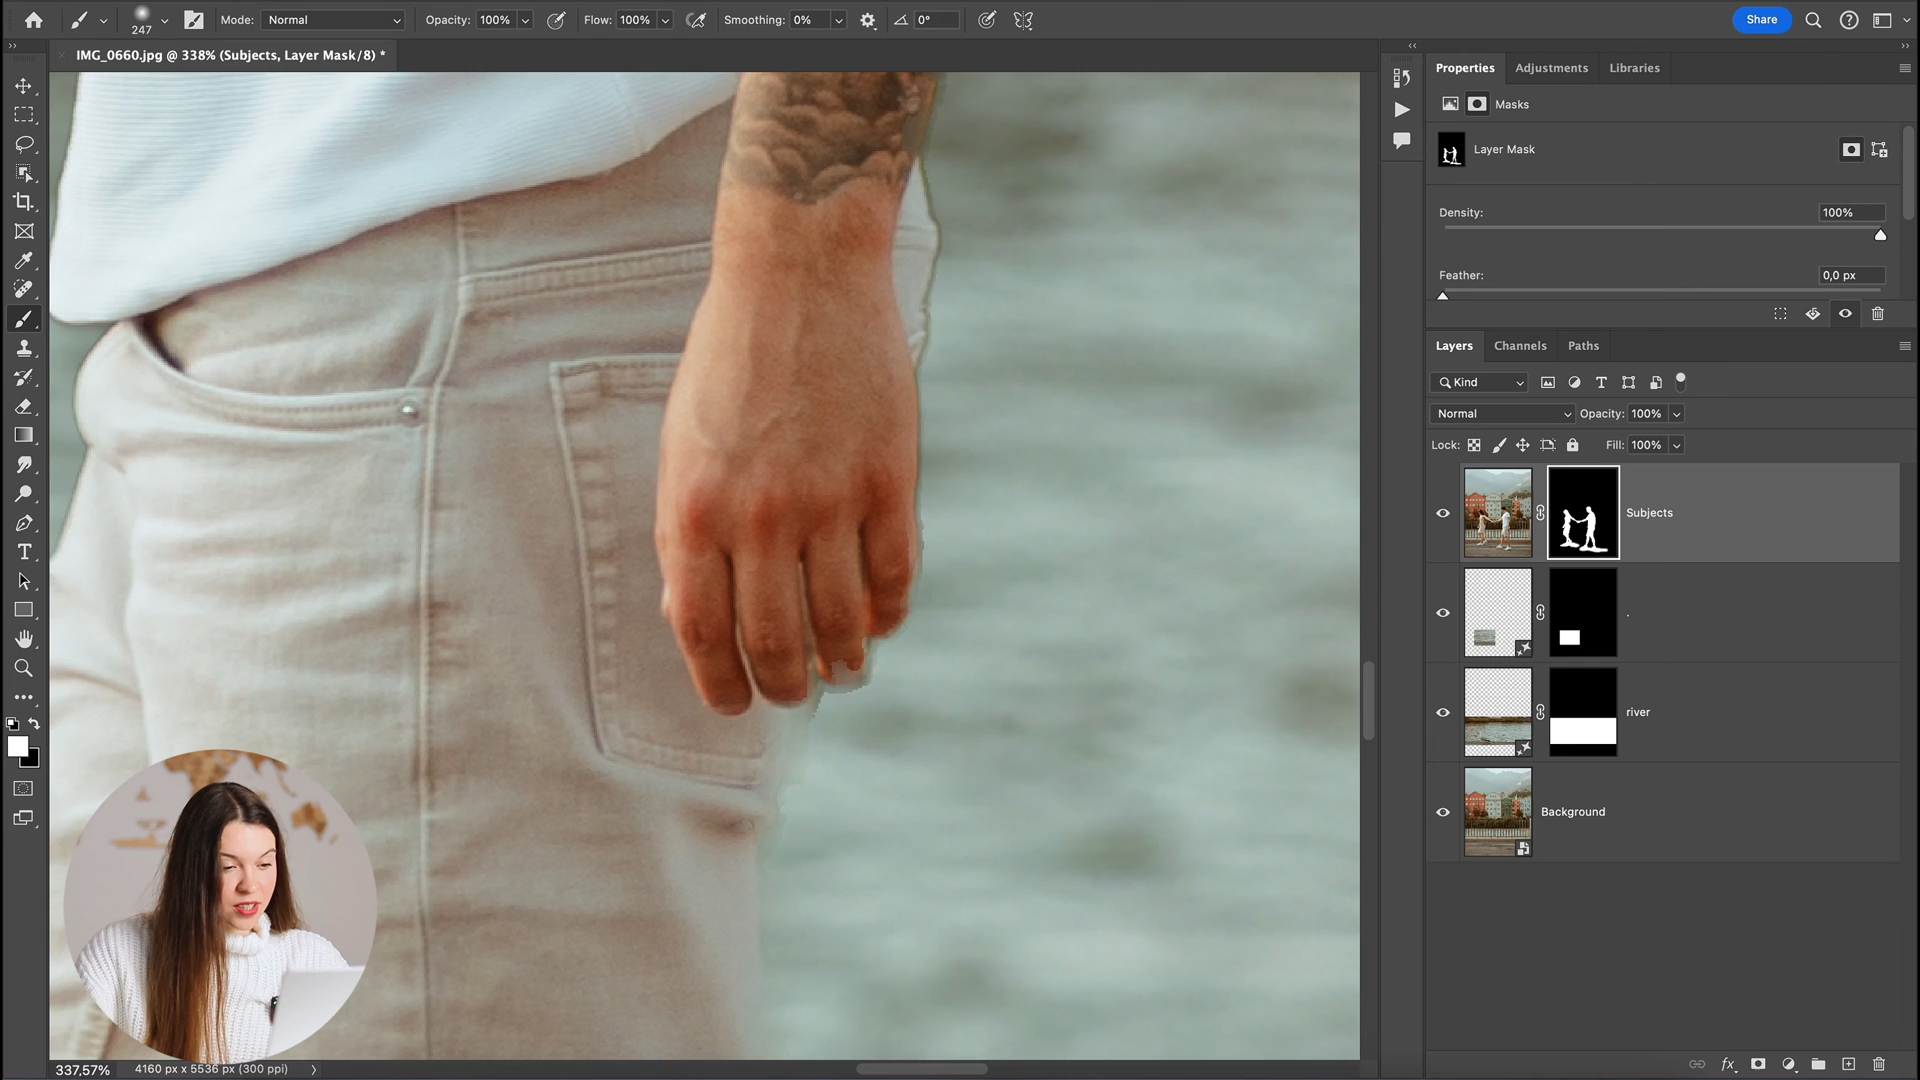 247
Mode: Normal
Opacity: 100%
Flow: 100%
Smoothing: 0%
0°
Share
IMG_0660.jpg @ 338% (Subjects, Layer Mask/8) *
Properties Adjustments Libraries
Masks
Layer Mask
Density: 100%
Feather: 0,0 px
Layers Channels Paths
Kind
Normal Opacity: 100%
Lock: Fill: 100%
Subjects
.
river
Background
337,57% 4160 px x 5536 px (300 ppi)
fx